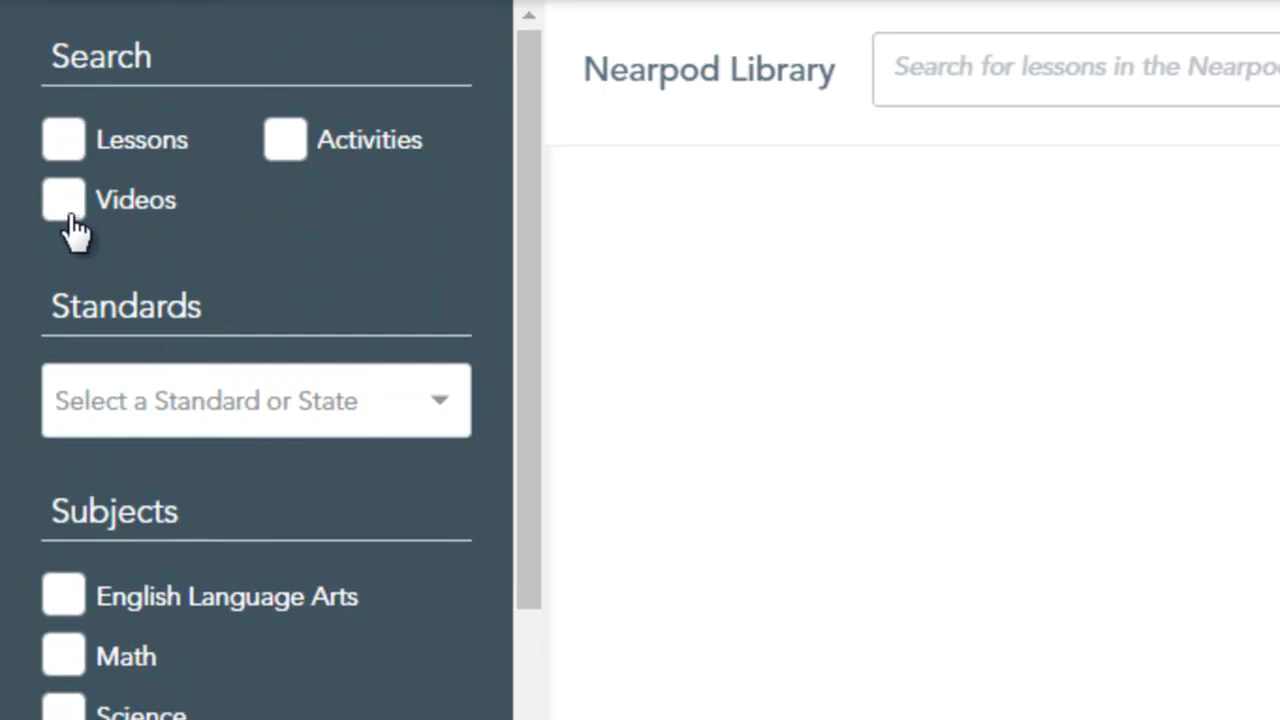 Search
Lessons
Activities
Videos
Standards
Select a Standard or State
Subjects
English Language Arts
Math
Science
Nearpod Library
Search for lessons in the Nearpo